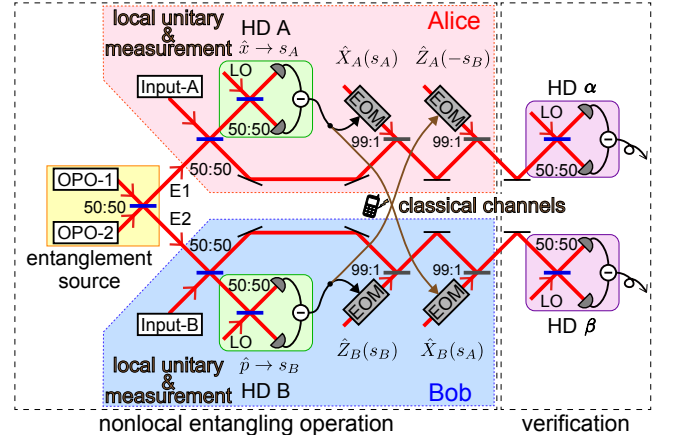 local unitary
&
measurement
HD A
x̂ → s_A
X̂_A(s_A)
Ẑ_A(−s_B)
Alice
Input-A
LO
50:50
−
EOM
EOM
HD α
LO
50:50
−
99:1
99:1
50:50
OPO-1
50:50
OPO-2
E1
E2
entanglement
source
classical channels
50:50
50:50
LO
−
p̂ → s_B
HD B
Input-B
99:1
99:1
EOM
EOM
Ẑ_B(s_B)
X̂_B(s_A)
50:50
LO
−
HD β
local unitary
&
measurement
Bob
nonlocal entangling operation
verification